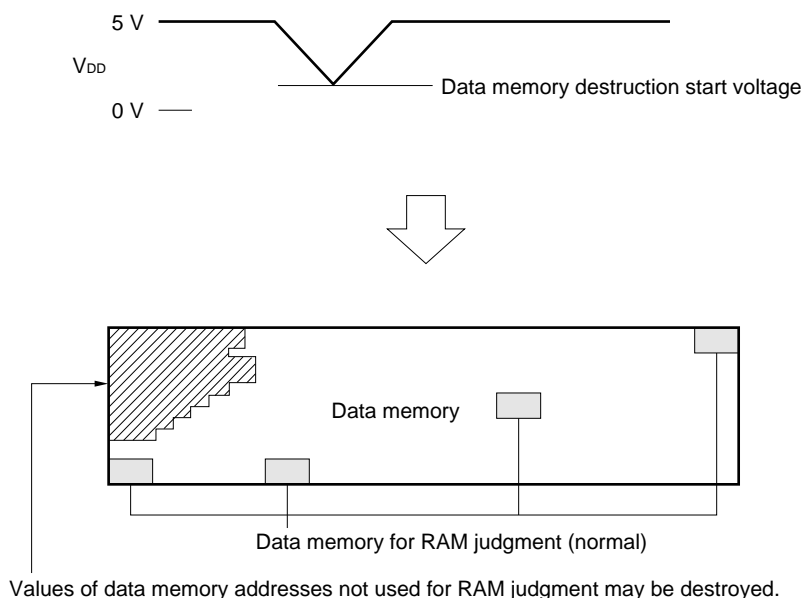 5 V
VDD
Data memory destruction start voltage
0 V
Data memory
Data memory for RAM judgment (normal)
Values of data memory addresses not used for RAM judgment may be destroyed.